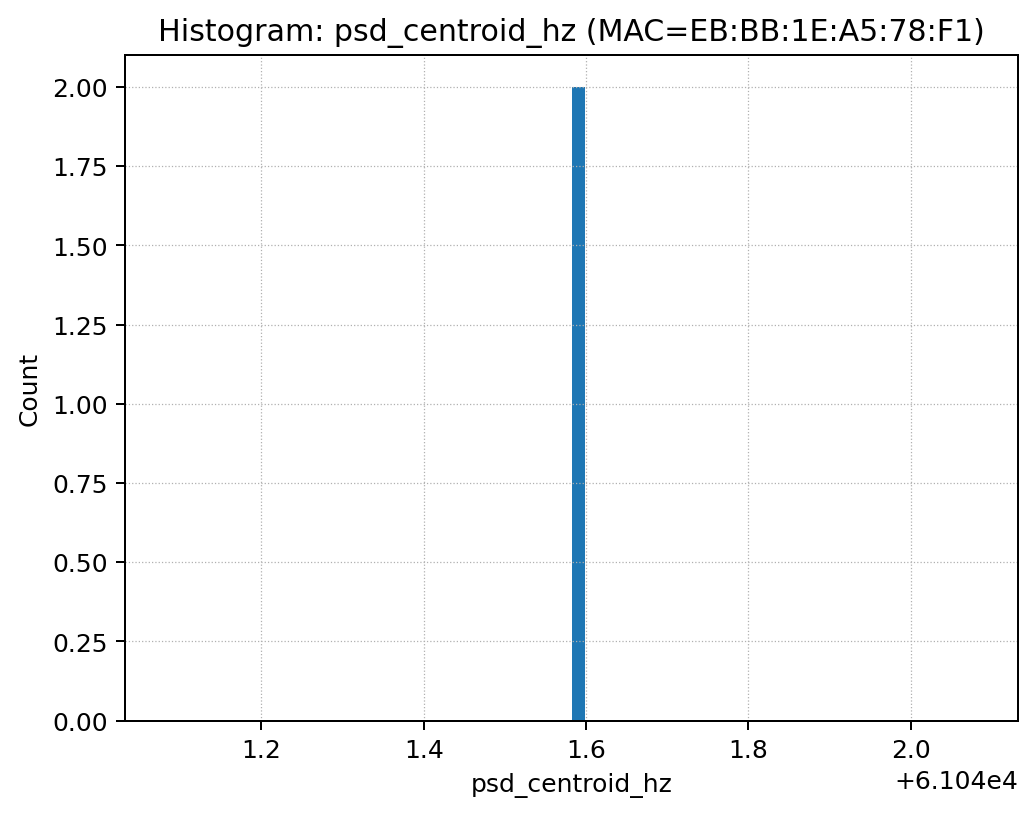 Histogram: psd_centroid_hz (MAC=EB:BB:1E:A5:78:F1)
2.00
1.75
1.50
1.25
1.00
0.75
0.50
0.25
0.00
Count
1.2 1.4 1.6 1.8 2.0
psd_centroid_hz
+6.104e4